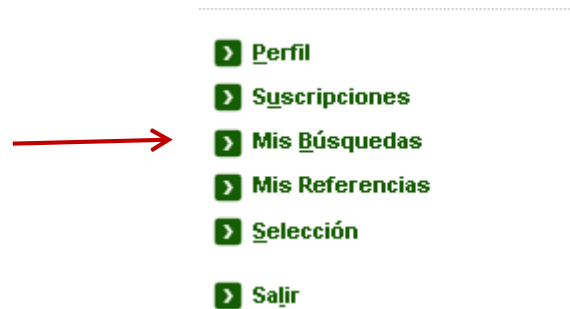 Perfil
Suscripciones
Mis Búsquedas
Mis Referencias
Selección
Salir